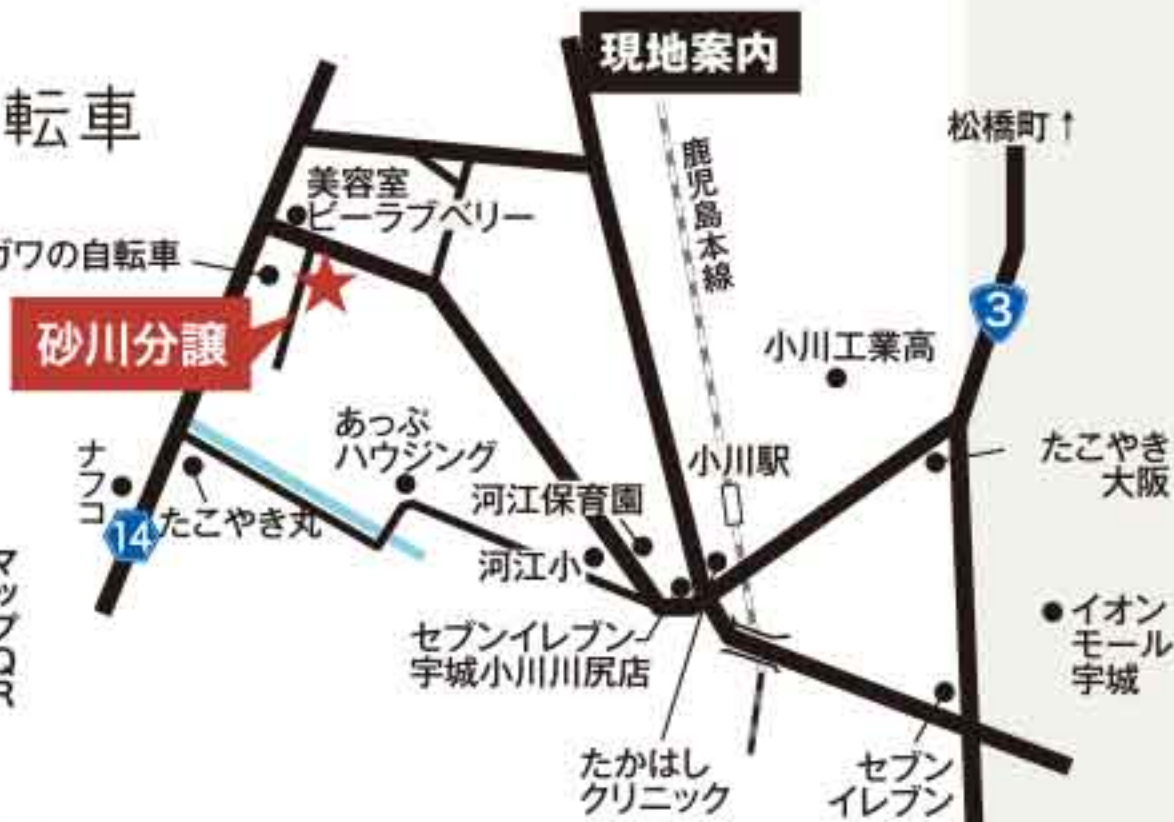 現地案内
転車
松橋町↑
鹿児島本線
美容室
ビーラブベリー
ガワの自転車
砂川分譲
3
小川工業高
あっぷ
ハウジング
小川駅
たこやき
大阪
ナフコ
河江保育園
14
たこやき丸
河江小
マップQR
イオン
モール
宇城
セブンイレブン
宇城小川川尻店
たかはし
クリニック
セブン
イレブン